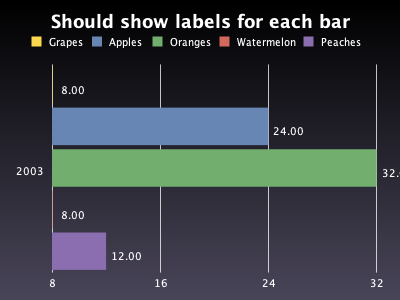 Should show labels for each bar
Grapes Apples Oranges Watermelon Peaches
8.00
24.00
2003
32.
8.00
12.00
8 16 24 32